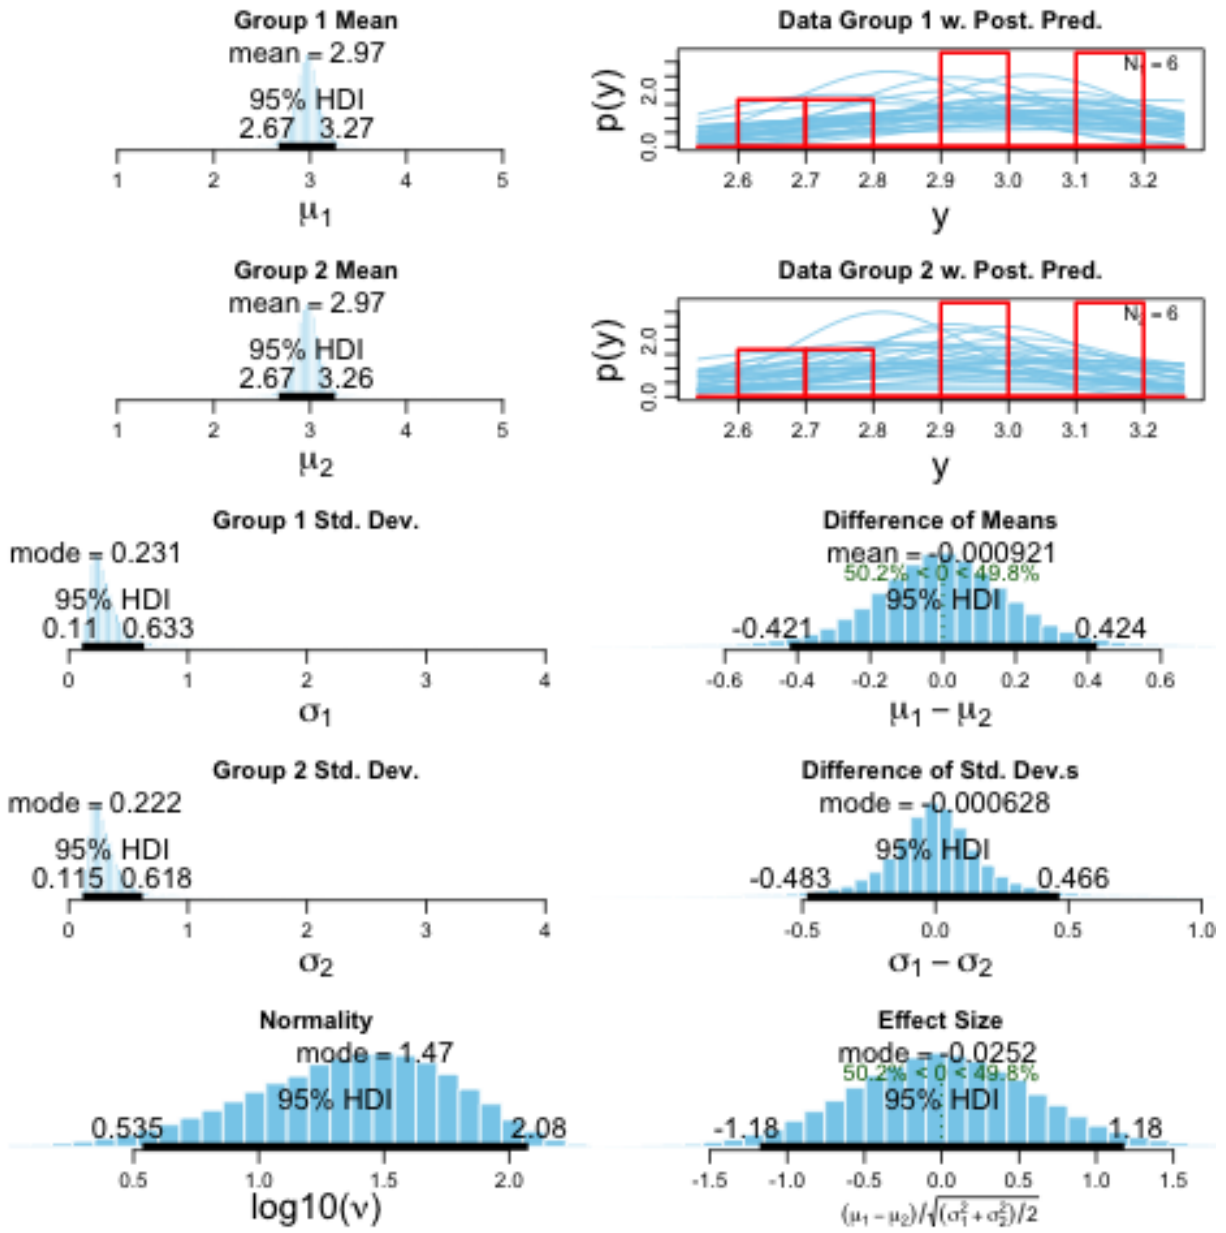 Group 1 Mean
mean = 2.97
95% HDI
2.67 3.27
1 2 3 4 5
μ1
Data Group 1 w. Post. Pred.
N1 = 6
p(y)
0.0 2.0
2.6 2.7 2.8 2.9 3.0 3.1 3.2
y
Group 2 Mean
mean = 2.97
95% HDI
2.67 3.26
1 2 3 4 5
μ2
Data Group 2 w. Post. Pred.
N2 = 6
p(y)
0.0 2.0
2.6 2.7 2.8 2.9 3.0 3.1 3.2
y
Group 1 Std. Dev.
mode = 0.231
95% HDI
0.11 0.633
0 1 2 3 4
σ1
Difference of Means
mean = -0.000921
50.2% < 0 < 49.8%
95% HDI
-0.421 0.424
-0.6 -0.4 -0.2 0.0 0.2 0.4 0.6
μ1 − μ2
Group 2 Std. Dev.
mode = 0.222
95% HDI
0.115 0.618
0 1 2 3 4
σ2
Difference of Std. Dev.s
mode = -0.000628
95% HDI
-0.483 0.466
-0.5 0.0 0.5 1.0
σ1 − σ2
Normality
mode = 1.47
95% HDI
0.535 2.08
0.5 1.0 1.5 2.0
log10(ν)
Effect Size
mode = -0.0252
50.2% < 0 < 49.8%
95% HDI
-1.18 1.18
-1.5 -1.0 -0.5 0.0 0.5 1.0 1.5
(μ1 − μ2)/√(σ1² + σ2²)/2